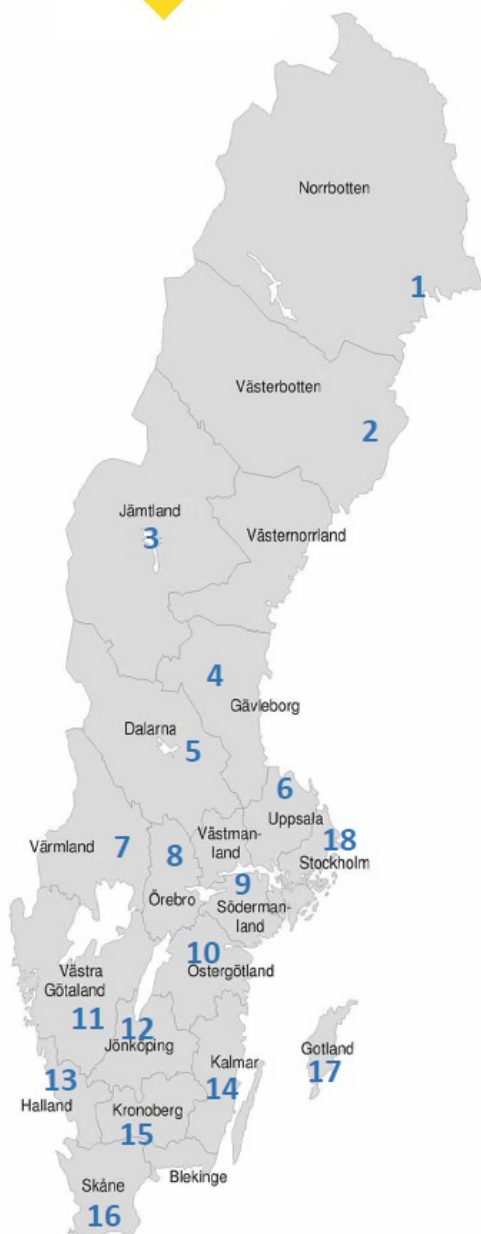 Norrbotten
1
Västerbotten
2
Jämtland
3
Västernorrland
4
Gävleborg
Dalarna
5
6
Uppsala
Västman-
land
18
Stockholm
Värmland
7
8
Örebro
9
Söderman-
land
10
Östergötland
Västra
Götaland
11
12
Jönköping
Kalmar
14
Gotland
17
13
Halland
Kronoberg
15
Blekinge
Skåne
16